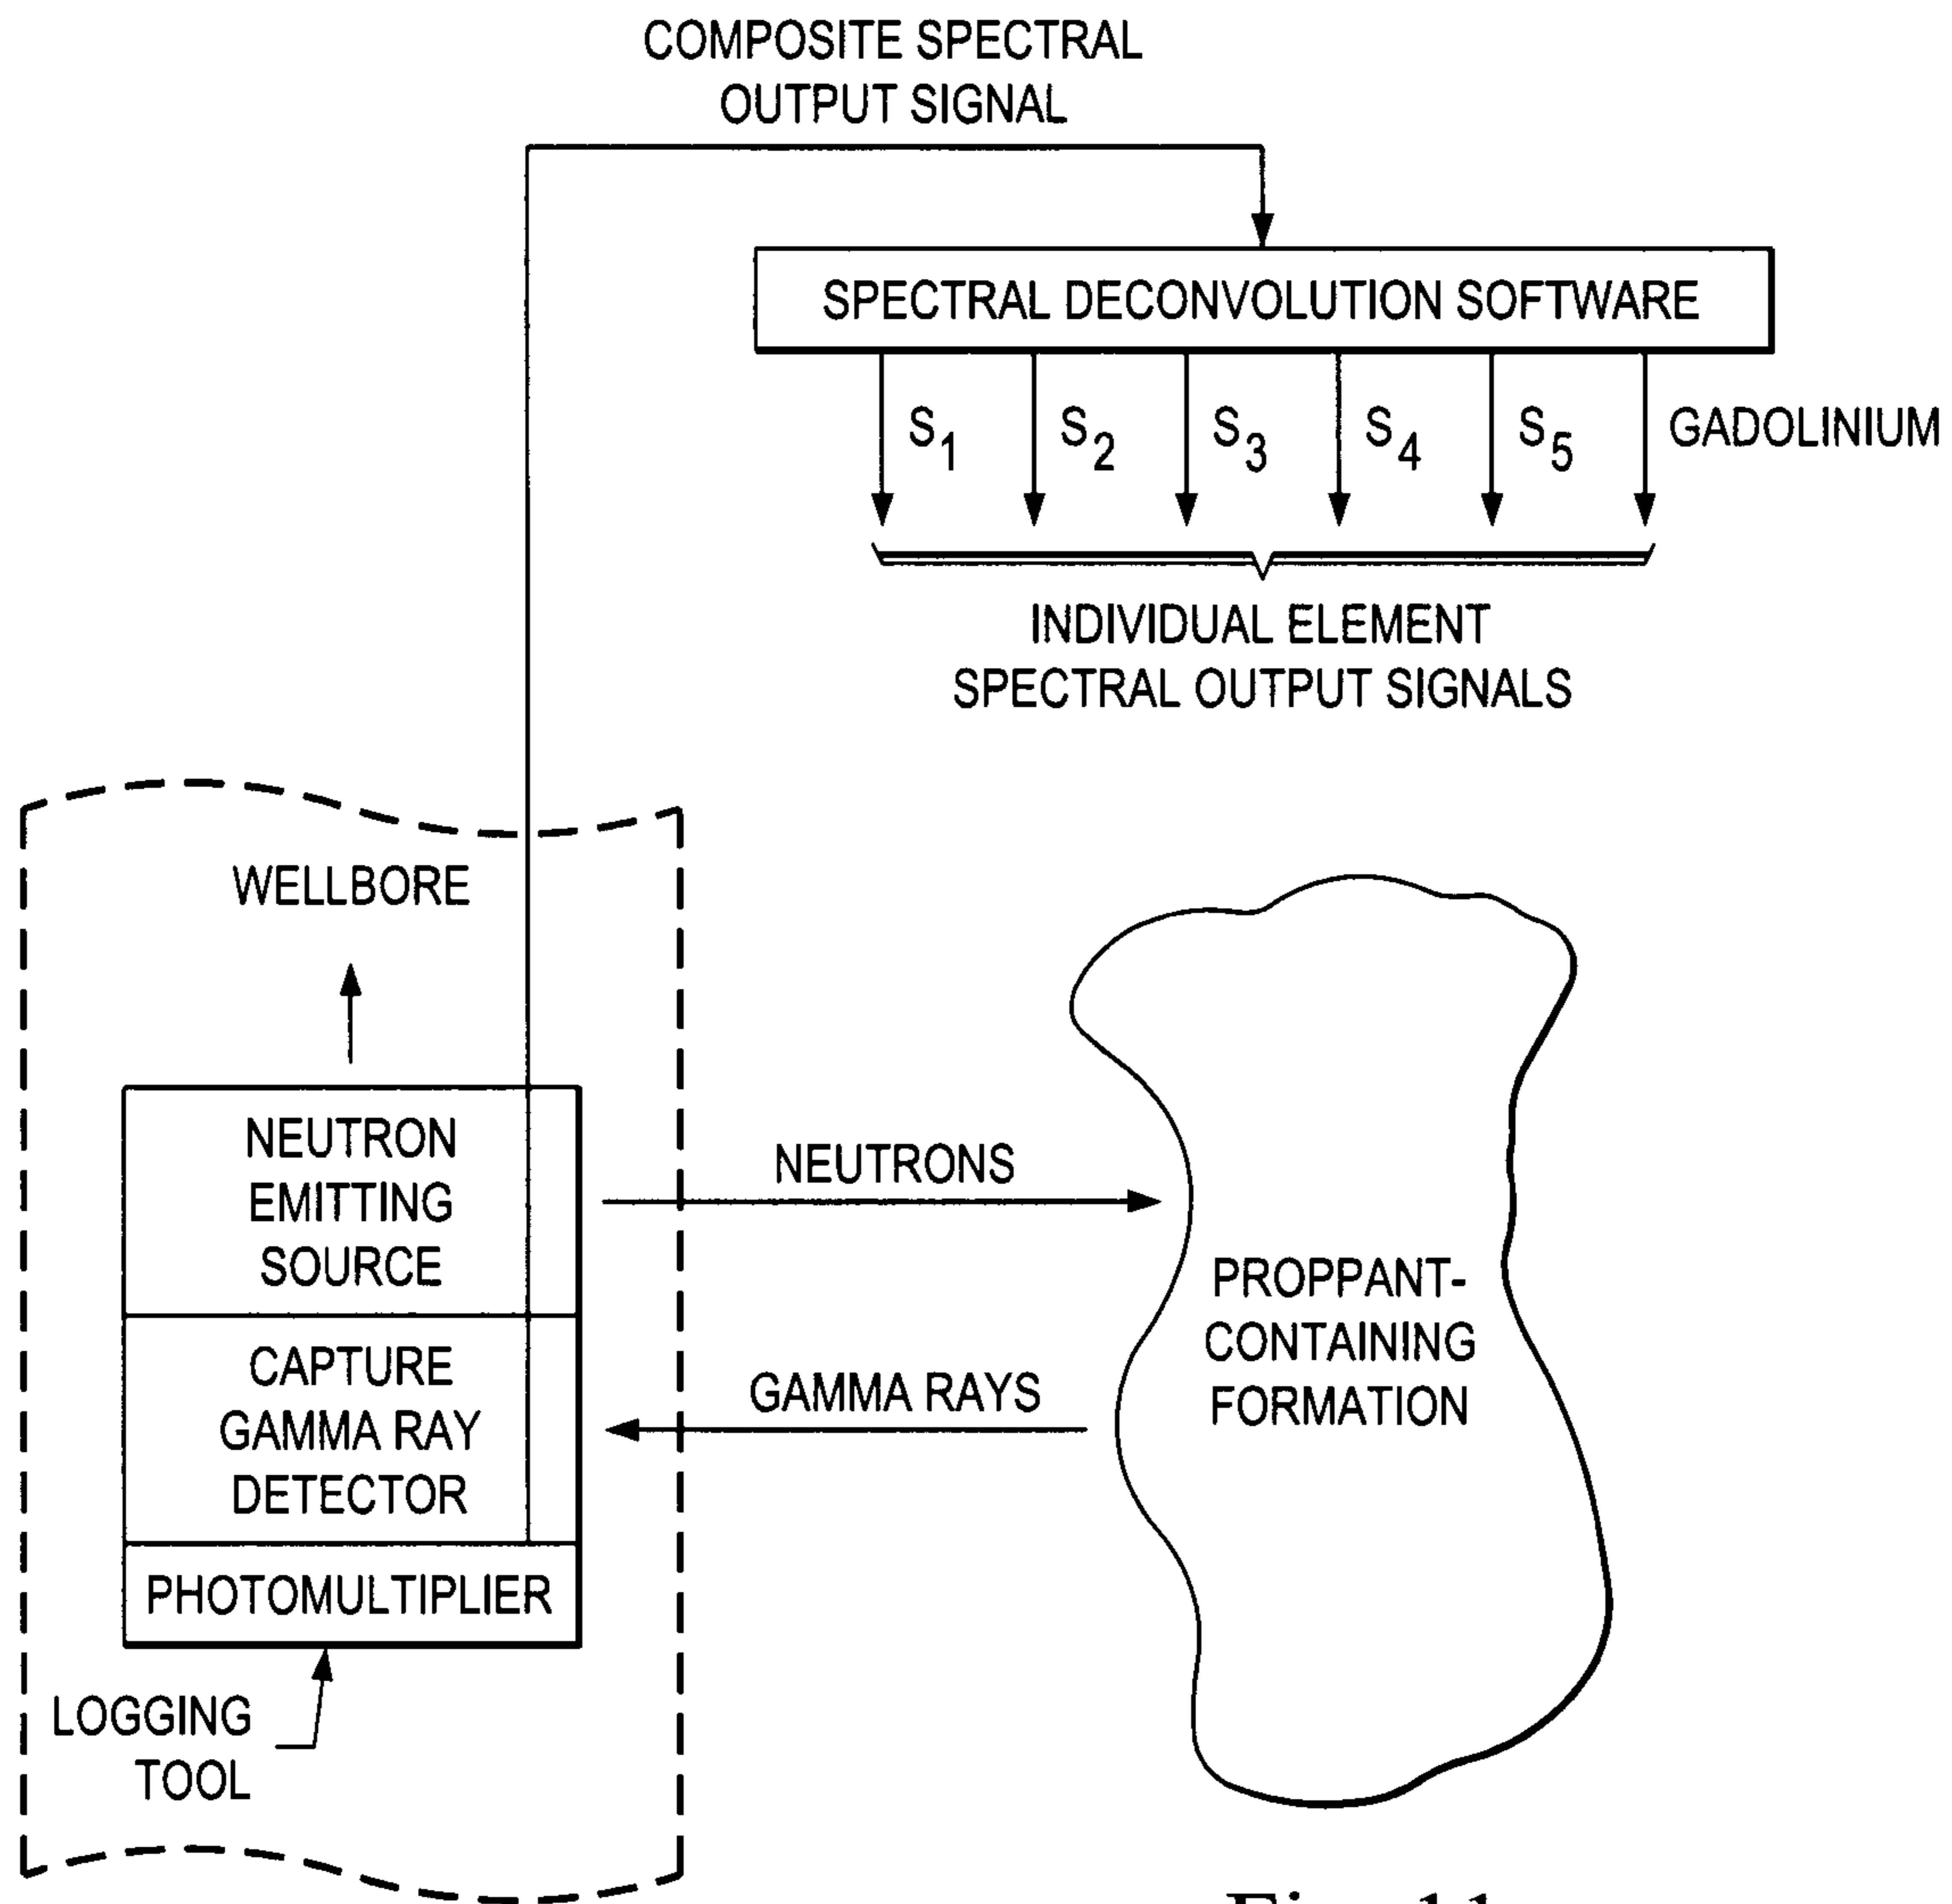 COMPOSITE SPECTRAL
OUTPUT SIGNAL
SPECTRAL DECONVOLUTION SOFTWARE
S1 S2 S3 S4 S5 GADOLINIUM
INDIVIDUAL ELEMENT
SPECTRAL OUTPUT SIGNALS
WELLBORE
NEUTRON
EMITTING
SOURCE
NEUTRONS
CAPTURE
GAMMA RAY
DETECTOR
GAMMA RAYS
PROPPANT-
CONTAINING
FORMATION
PHOTOMULTIPLIER
LOGGING
TOOL